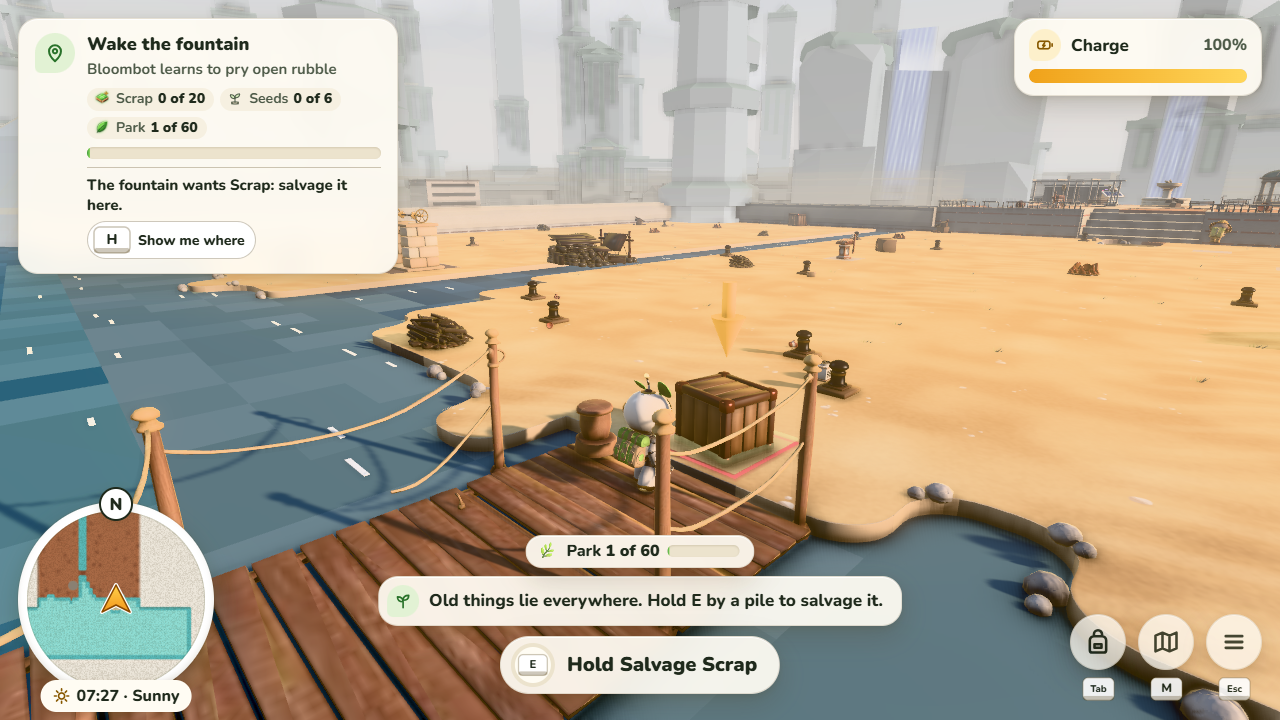 Wake the fountain
Bloombot learns to pry open rubble
Scrap 0 of 20
Seeds 0 of 6
Park 1 of 60
The fountain wants Scrap: salvage it
here.
H
Show me where
Charge
100%
N
07:27 · Sunny
Park 1 of 60
Old things lie everywhere. Hold E by a pile to salvage it.
E
Hold Salvage Scrap
Tab
M
Esc